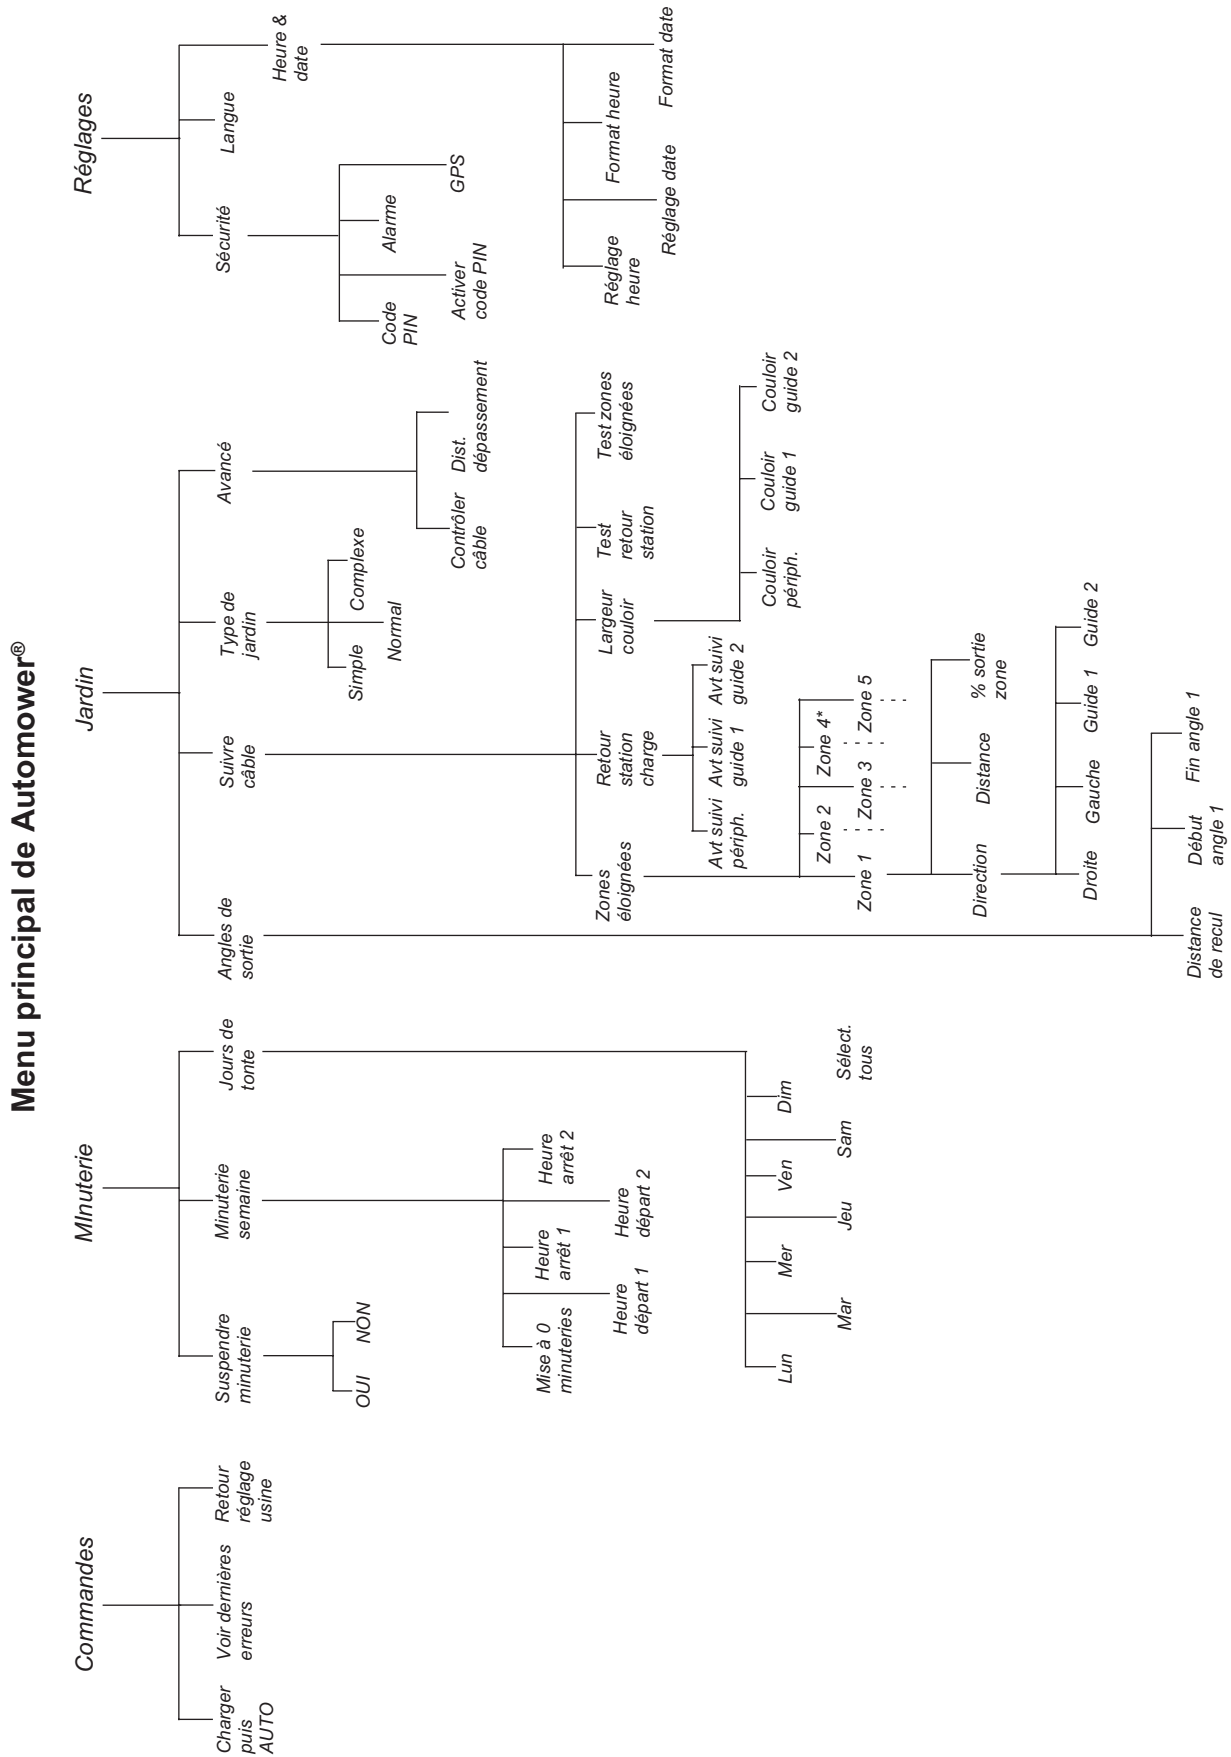 Menu principal de Automower®
Commandes
MInuterie
Jardin
Réglages
Charger
puis
AUTO
Voir dernières
erreurs
Retour
réglage
usine
Suspendre
minuterie
Minuterie
semaine
Jours de
tonte
Angles de
sortie
Suivre
câble
Type de
jardin
Avancé
Sécurité
Langue
Heure &
date
OUI
NON
Simple
Complexe
Normal
Code
PIN
Alarme
Activer
code PIN
GPS
Contrôler
câble
Dist.
dépassement
Mise à 0
minuteries
Heure
arrêt 1
Heure
arrêt 2
Heure
départ 1
Heure
départ 2
Zones
éloignées
Retour
station
charge
Largeur
couloir
Test
retour
station
Test zones
éloignées
Réglage
heure
Format heure
Réglage date
Format date
Avt suivi
périph.
Avt suivi
guide 1
Avt suivi
guide 2
Couloir
périph.
Couloir
guide 1
Couloir
guide 2
Lun
Mer
Ven
Dim
Mar
Jeu
Sam
Sélect.
tous
Zone 2
Zone 4*
Zone 1
Zone 3
Zone 5
Direction
Distance
% sortie
zone
Droite
Gauche
Guide 1
Guide 2
Distance
de recul
Début
angle 1
Fin angle 1